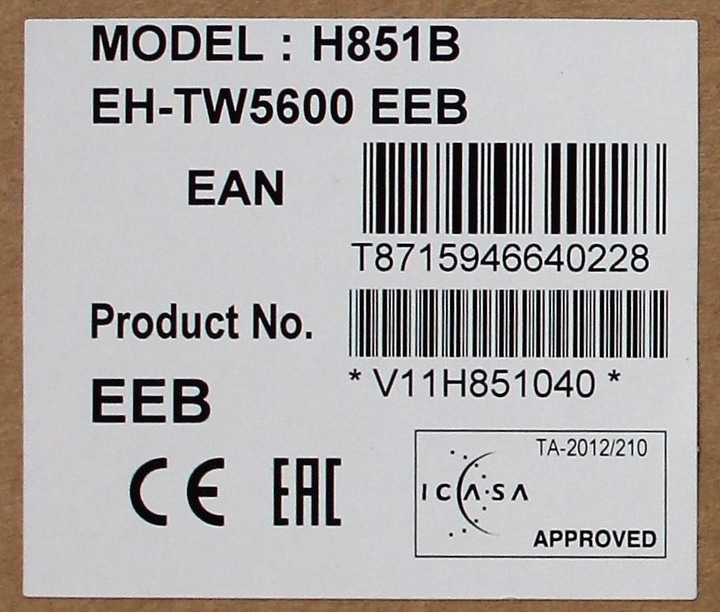 MODEL : H851B
EH-TW5600 EEB
EAN
T8715946640228
Product No.
* V11H851040 *
EEB
CE EAC
TA-2012/210
ICASA
APPROVED